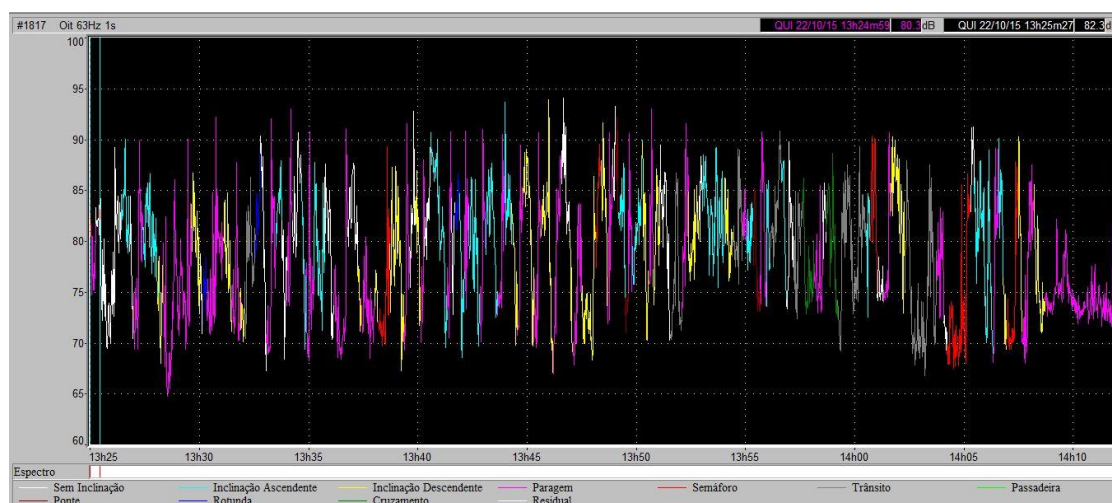 #1817 Oit 63Hz 1s QUI 22/10/15 13h24m59 80.3 dB QUI 22/10/15 13h25m27 82.3 d
100
95
90
85
80
75
70
65
60
13h25 13h30 13h35 13h40 13h45 13h50 13h55 14h00 14h05 14h10
Espectro
Sem Inclinação Inclinação Ascendente Inclinação Descendente Paragem Semáforo Trânsito Passadeira
Ponte Rotunda Cruzamento Residual